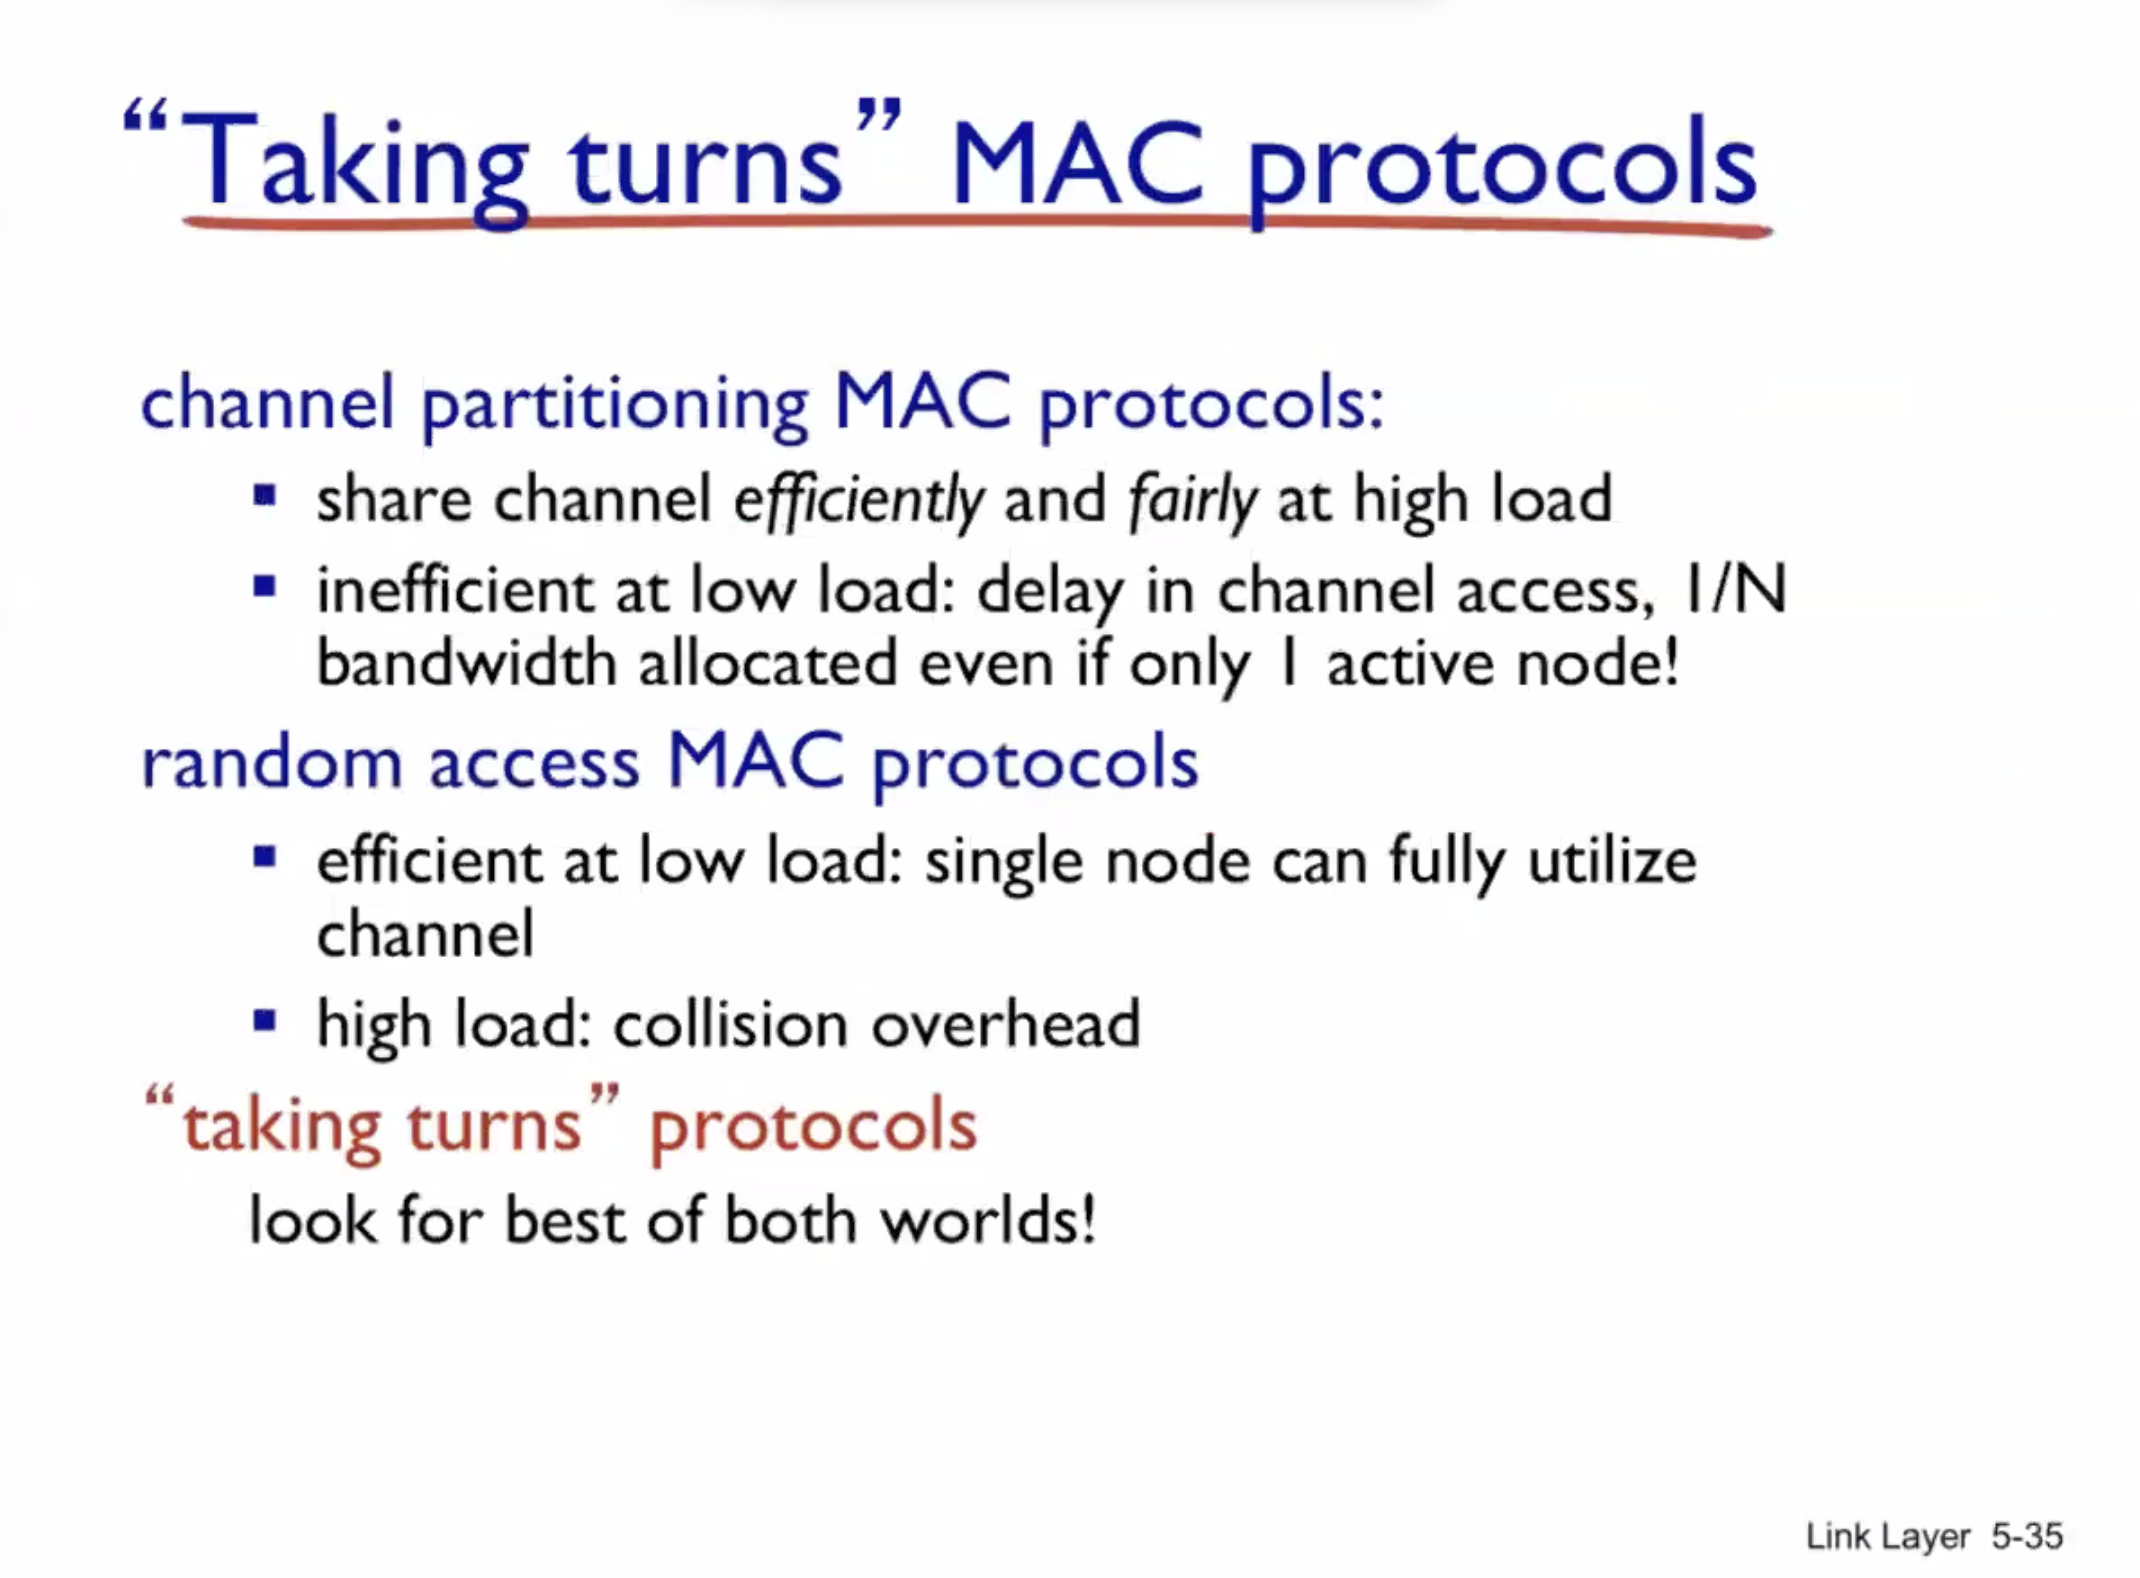 “Taking turns” MAC protocols
channel partitioning MAC protocols:
▪ share channel efficiently and fairly at high load
▪ inefficient at low load: delay in channel access, 1/N
bandwidth allocated even if only 1 active node!
random access MAC protocols
▪ efficient at low load: single node can fully utilize
channel
▪ high load: collision overhead
“taking turns” protocols
look for best of both worlds!
Link Layer 5-35